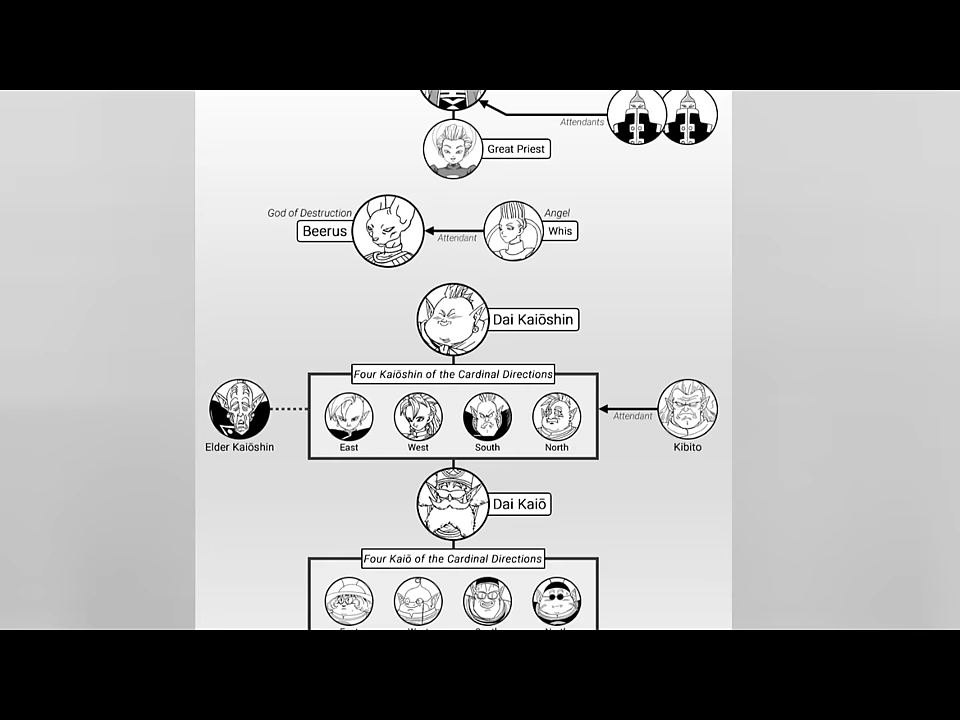 Attendants
Great Priest
God of Destruction
Beerus
Attendant
Angel
Whis
Dai Kaiōshin
Four Kaiōshin of the Cardinal Directions
Elder Kaiōshin
East
West
South
North
Attendant
Kibito
Dai Kaiō
Four Kaiō of the Cardinal Directions